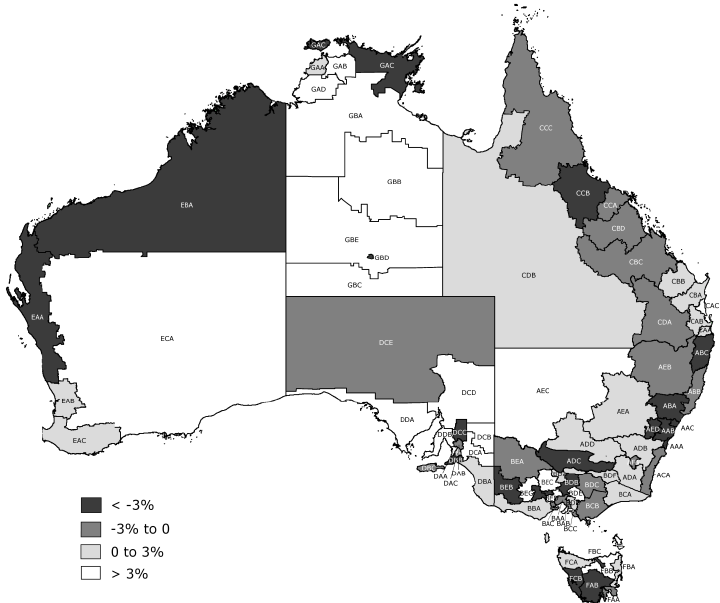 GAC
GAA GAB GAC
GAD
GBA
CCC
GBB
CCB
EBA
CCA
CBD
GBE
GBD
CBC
CDB
CBB
GBC
CBA
CAC
EAA
CAB
CDA
ECA
DCE
ABC
AEB
DCD
AEC
ABB
EAB
ABA
DDA
AEA
DCC
AED AAB AAC
EAC
DDB
DCB
ADD
ADB
AAA
DCA
BEA
ADC
DAA
DAB
DAC
DBA
BEB
BEC
BDB
BDF
ADA
ACA
BDC
BDE
BCA
BBA
BCB
BAC BAA BAB
BCC
< -3%
-3% to 0
0 to 3%
> 3%
FBC
FCA
FBB
FBA
FCB
FAB
FAA